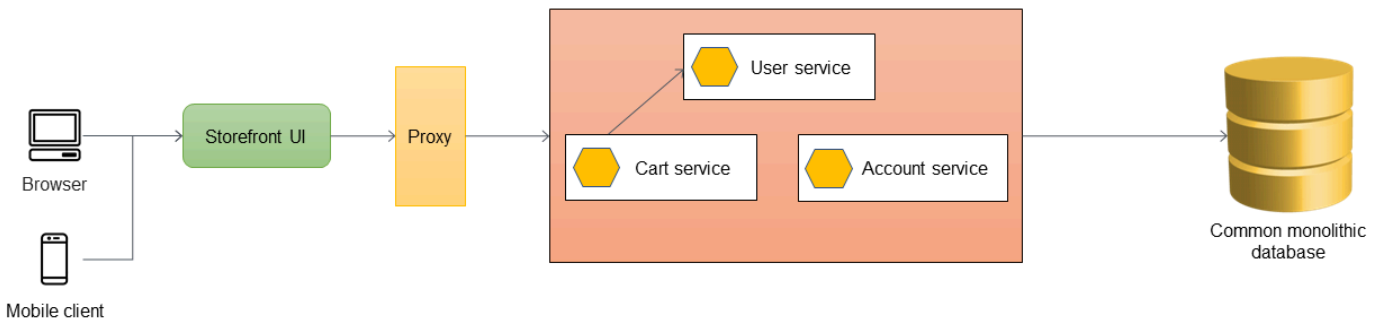 User service
Storefront UI
Proxy
Cart service
Account service
Browser
Common monolithic
database
Mobile client